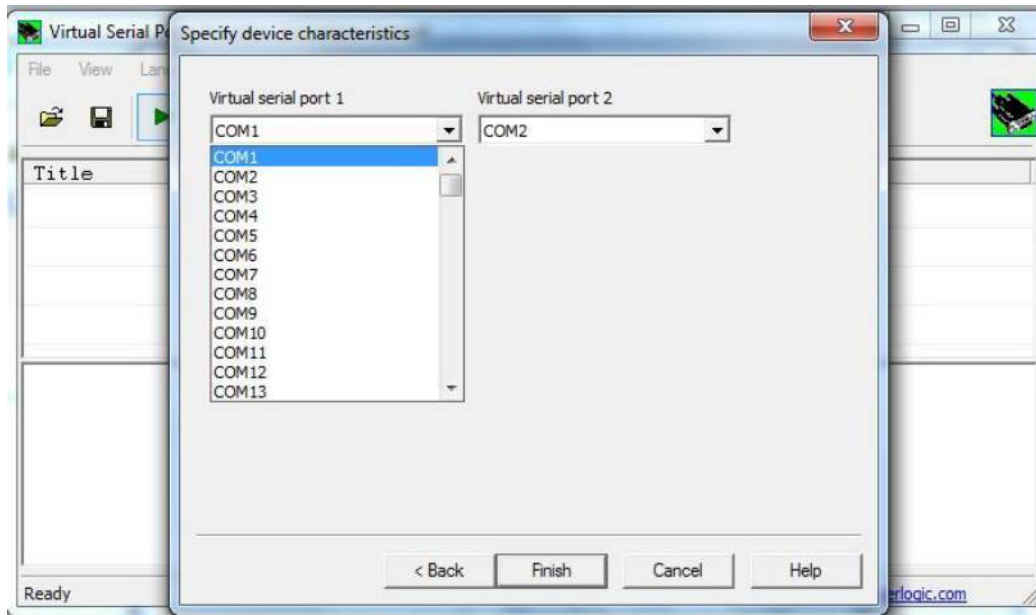 Virtual Serial Po
Specify device characteristics
File View Lan
Virtual serial port 1 Virtual serial port 2
COM1 COM2
COM1
COM2
COM3
COM4
COM5
COM6
COM7
COM8
COM9
COM10
COM11
COM12
COM13
Title
< Back Finish Cancel Help
Ready erlogic.com